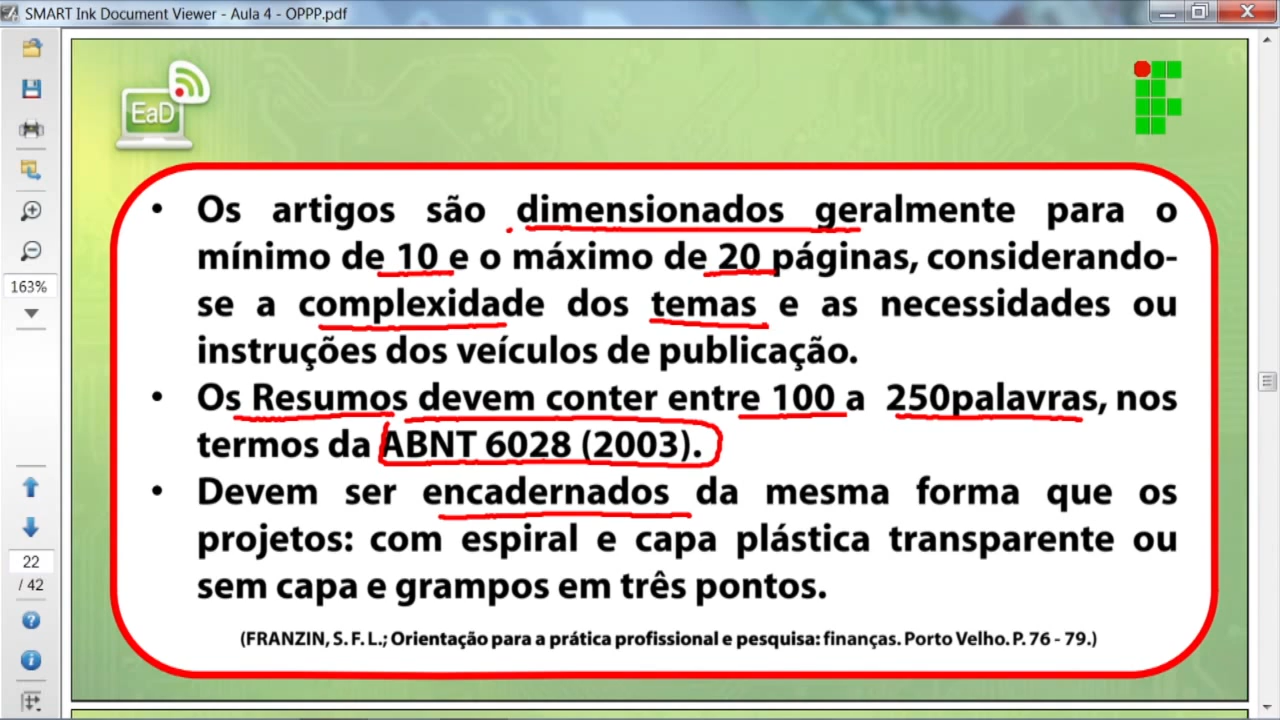 SMART Ink Document Viewer - Aula 4 - OPPP.pdf
EaD
163%
22
/ 42
• Os artigos são dimensionados geralmente para o
mínimo de 10 e o máximo de 20 páginas, considerando-
se a complexidade dos temas e as necessidades ou
instruções dos veículos de publicação.
• Os Resumos devem conter entre 100 a 250palavras, nos
termos da ABNT 6028 (2003).
• Devem ser encadernados da mesma forma que os
projetos: com espiral e capa plástica transparente ou
sem capa e grampos em três pontos.
(FRANZIN, S. F. L.; Orientação para a prática profissional e pesquisa: finanças. Porto Velho. P. 76 - 79.)